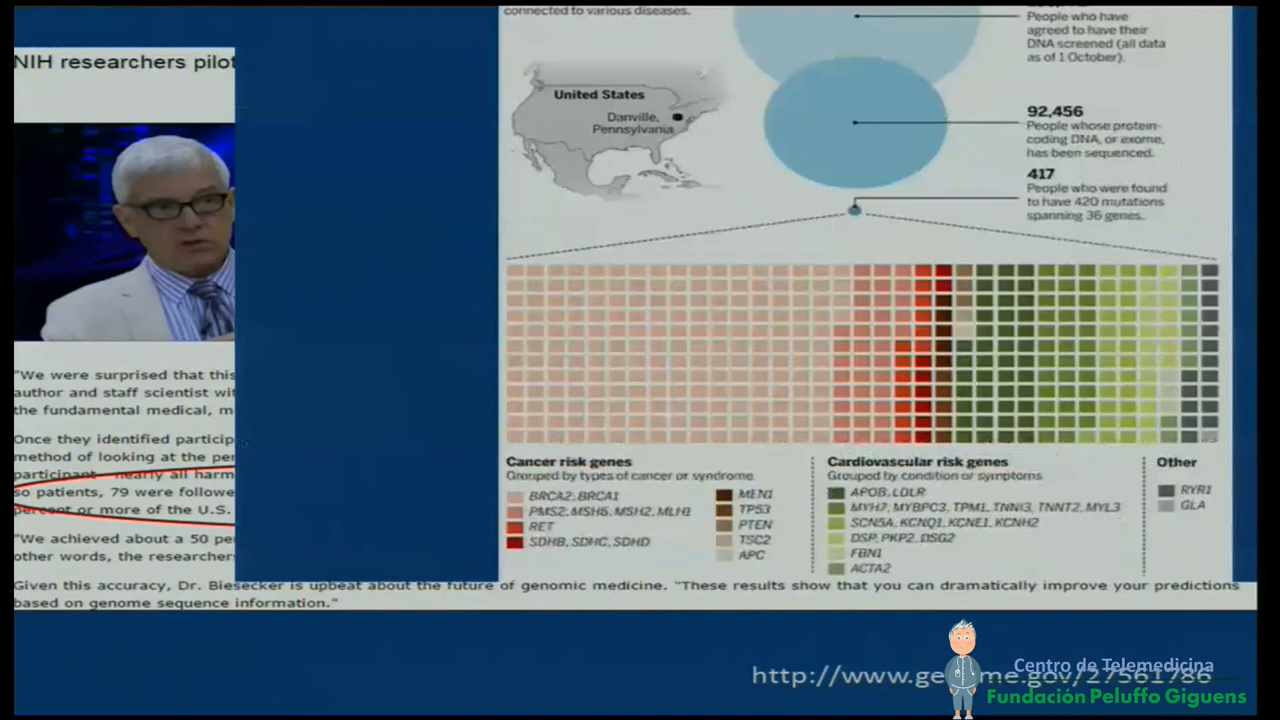 connected to various diseases.
People who have
agreed to have their
DNA screened (all data
as of 1 October).
United States
Danville,
Pennsylvania
92,456
People whose protein-
coding DNA, or exome,
has been sequenced.
417
People who were found
to have 420 mutations
spanning 36 genes.
Cancer risk genes
Grouped by types of cancer or syndrome
BRCA2, BRCA1
PMS2, MSH6, MSH2, MLH1
RET
SDHB, SDHC, SDHD
MEN1
TP53
PTEN
TSC2
APC
Cardiovascular risk genes
Grouped by condition or symptoms
APOB, LDLR
MYH7, MYBPC3, TPM1, TNNI3, TNNT2, MYL3
SCN5A, KCNQ1, KCNE1, KCNH2
DSP, PKP2, DSG2
FBN1
ACTA2
Other
RYR1
GLA
NIH researchers pilot
"We were surprised that this
author and staff scientist wit
the fundamental medical, m
Once they identified particip
method of looking at the per
participant nearly all harm
so patients, 79 were followe
percent or more of the U.S.
"We achieved about a 50 per
other words, the researchers
Given this accuracy, Dr. Biesecker is upbeat about the future of genomic medicine. "These results show that you can dramatically improve your predictions
based on genome sequence information."
http://www.ge me.gov/27561786
Centro de Telemedicina
Fundación Peluffo Giguens